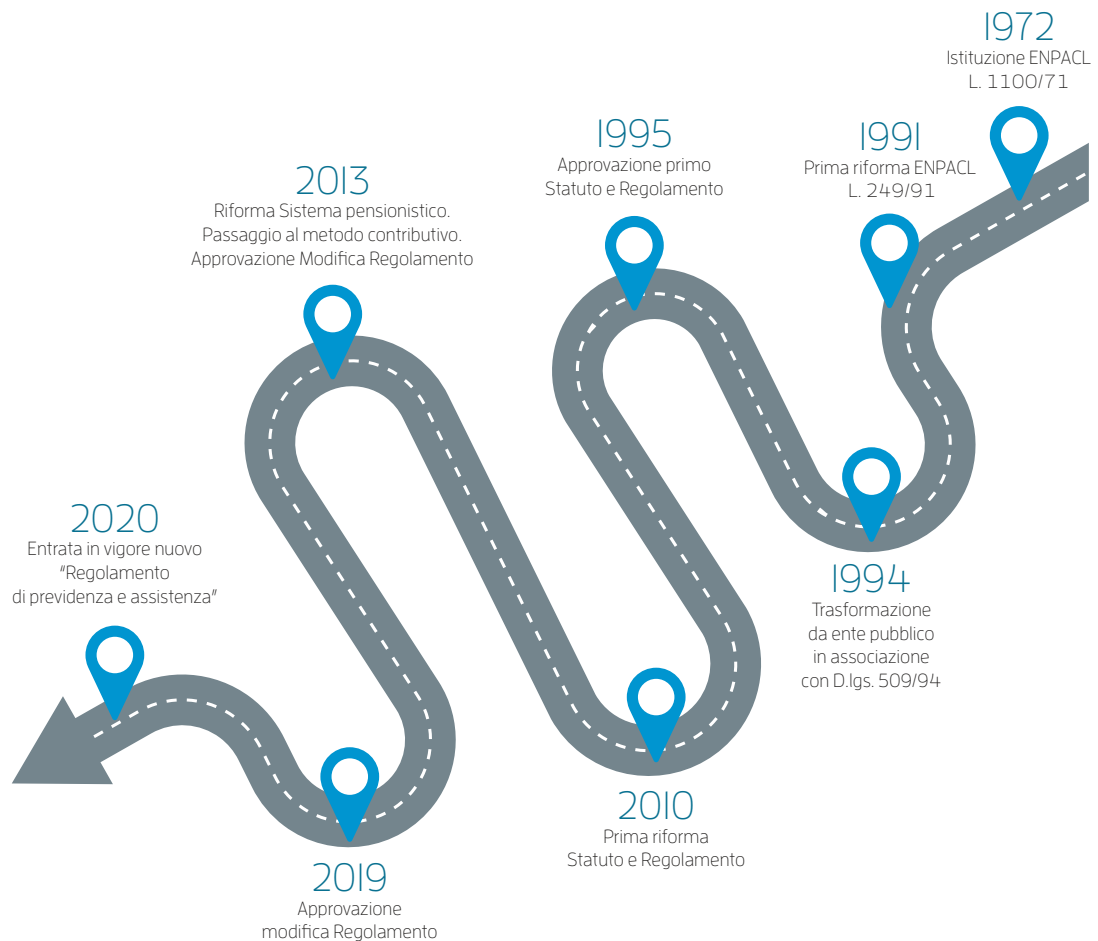 1972
Istituzione ENPACL
L. 1100/71
1991
Prima riforma ENPACL
L. 249/91
1994
Trasformazione
da ente pubblico
in associazione
con D.lgs. 509/94
1995
Approvazione primo
Statuto e Regolamento
2010
Prima riforma
Statuto e Regolamento
2013
Riforma Sistema pensionistico.
Passaggio al metodo contributivo.
Approvazione Modifica Regolamento
2019
Approvazione
modifica Regolamento
2020
Entrata in vigore nuovo
"Regolamento
di previdenza e assistenza"